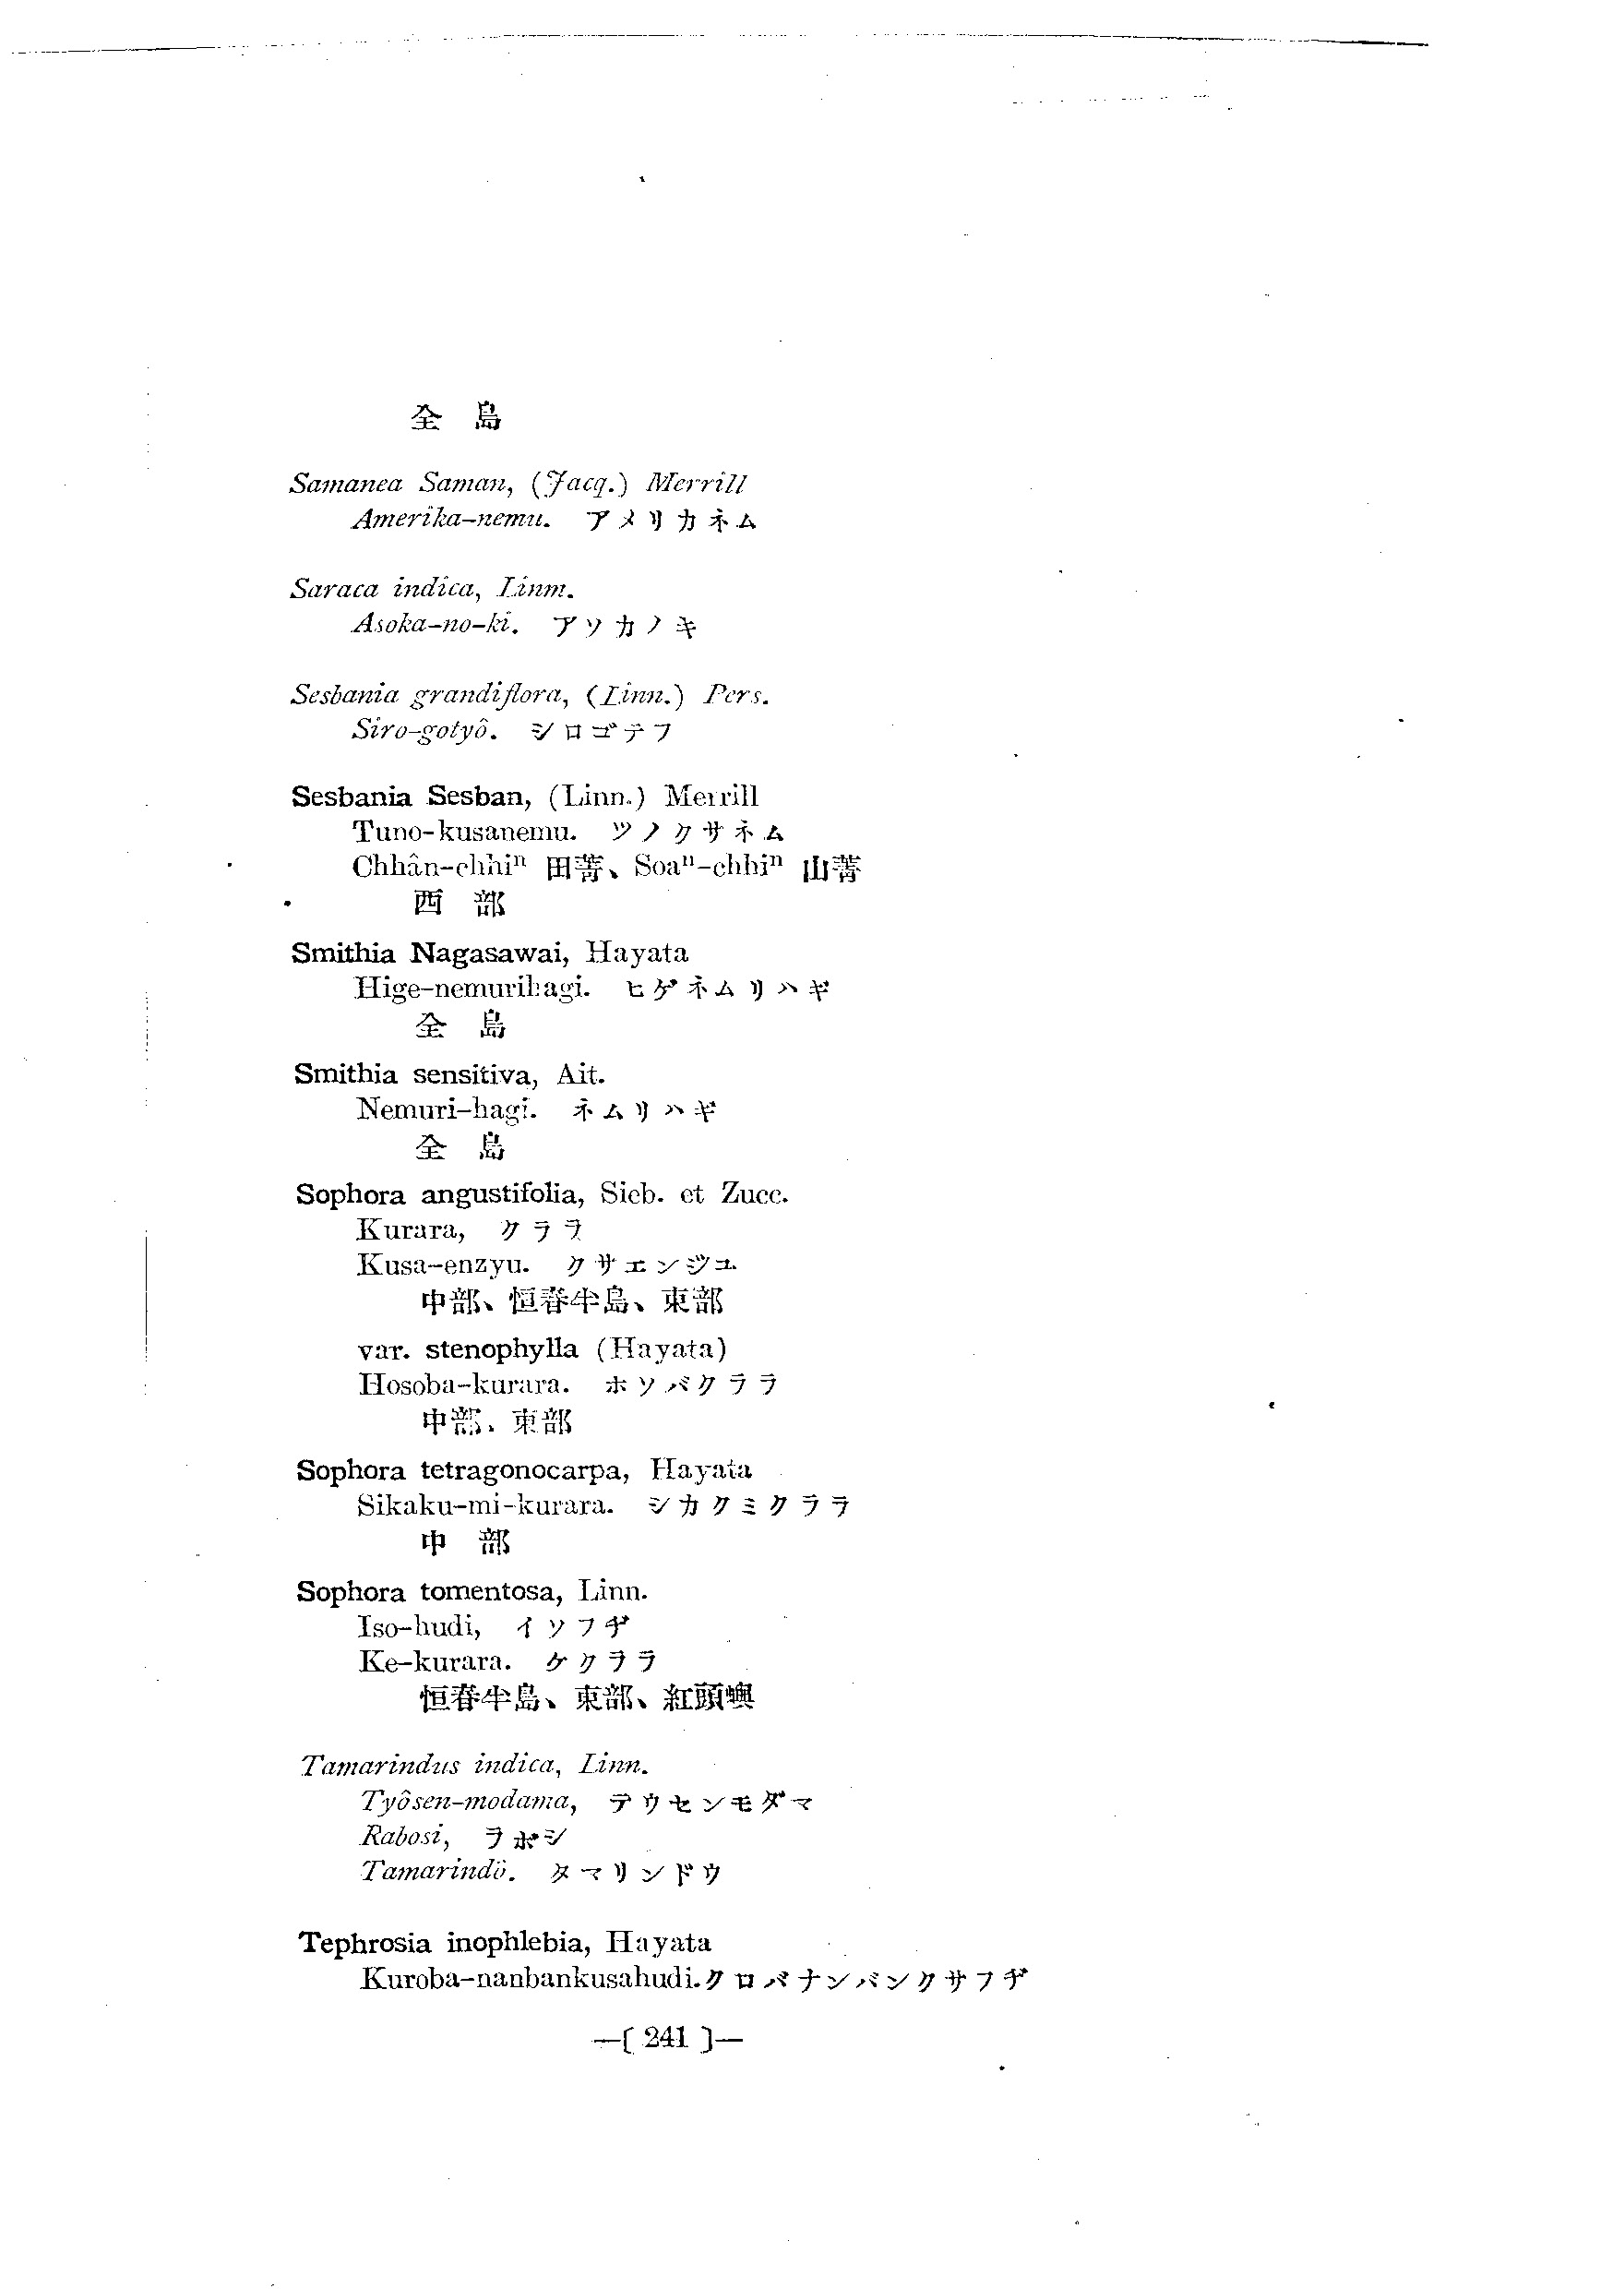 全島
Samanea Saman, (Jacq.) Merrill
Amerika-nemu. アメリカネム
Saraca indica, Linn.
Asoka-no-ki. アソカノキ
Sesbania grandiflora, (Linn.) Pers.
Siro-gotyô. シロゴテフ
Sesbania Sesban, (Linn.) Merrill
Tuno-kusanemu. ツノクサネム
Chhân-chhiⁿ 田菁、Soaⁿ-chhiⁿ 山菁
西部
Smithia Nagasawai, Hayata
Hige-nemurihagi. ヒゲネムリハギ
全島
Smithia sensitiva, Ait.
Nemuri-hagi. ネムリハギ
全島
Sophora angustifolia, Sieb. et Zucc.
Kurara, クララ
Kusa-enzyu. クサエンジユ
中部、恒春半島、東部
var. stenophylla (Hayata)
Hosoba-kurara. ホソバクララ
中部、東部
Sophora tetragonocarpa, Hayata
Sikaku-mi-kurara. シカクミクララ
中部
Sophora tomentosa, Linn.
Iso-hudi, イソフヂ
Ke-kurara. ケクララ
恒春半島、東部、紅頭嶼
Tamarindus indica, Linn.
Tyôsen-modama, テウセンモダマ
Rabosi, ラボシ
Tamarindô. タマリンドウ
Tephrosia inophlebia, Hayata
Kuroba-nanbankusahudi. クロバナンバンクサフヂ
—[ 241 ]—